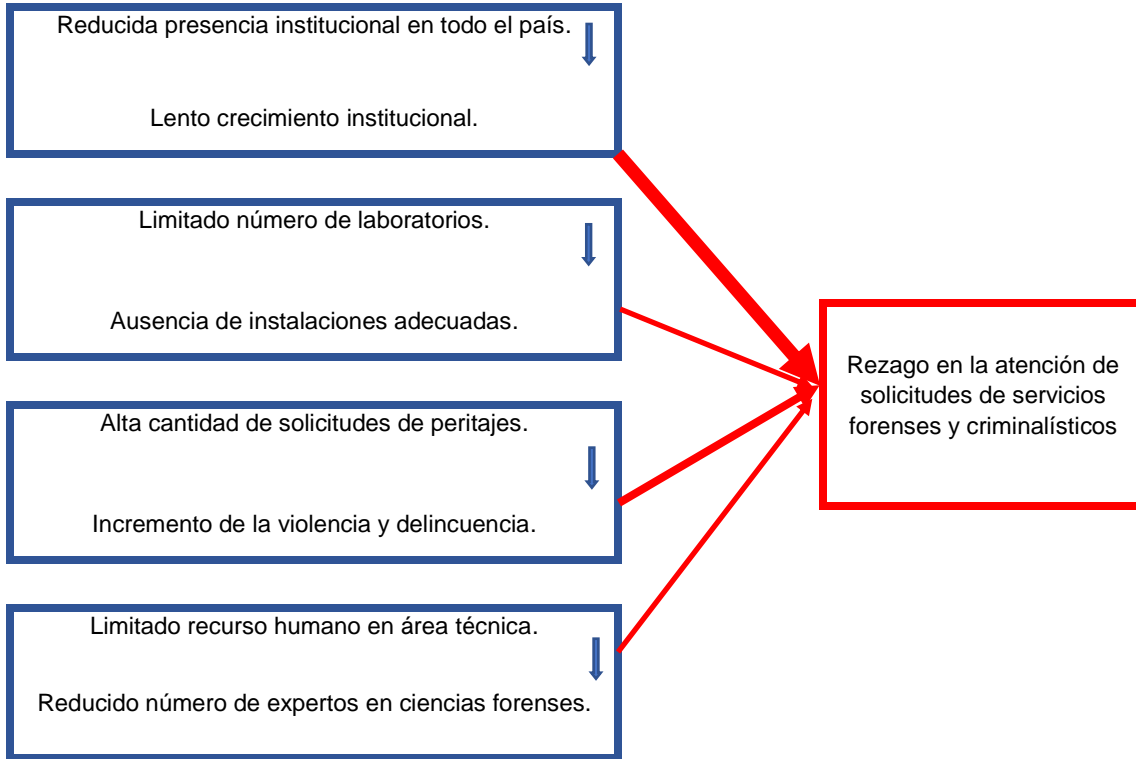 Reducida presencia institucional en todo el país.
Lento crecimiento institucional.
Limitado número de laboratorios.
Ausencia de instalaciones adecuadas.
Alta cantidad de solicitudes de peritajes.
Incremento de la violencia y delincuencia.
Limitado recurso humano en área técnica.
Reducido número de expertos en ciencias forenses.
Rezago en la atención de
solicitudes de servicios
forenses y criminalísticos